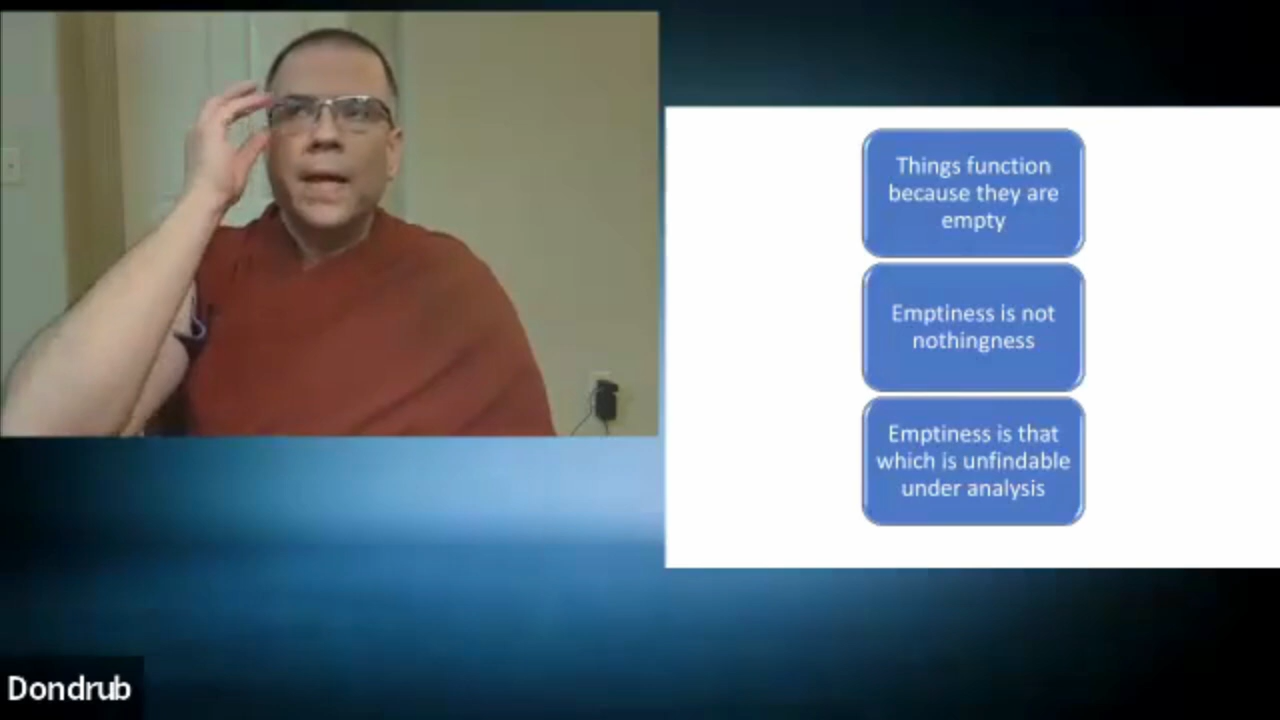 Things function
because they are
empty
Emptiness is not
nothingness
Emptiness is that
which is unfindable
under analysis
Dondrub